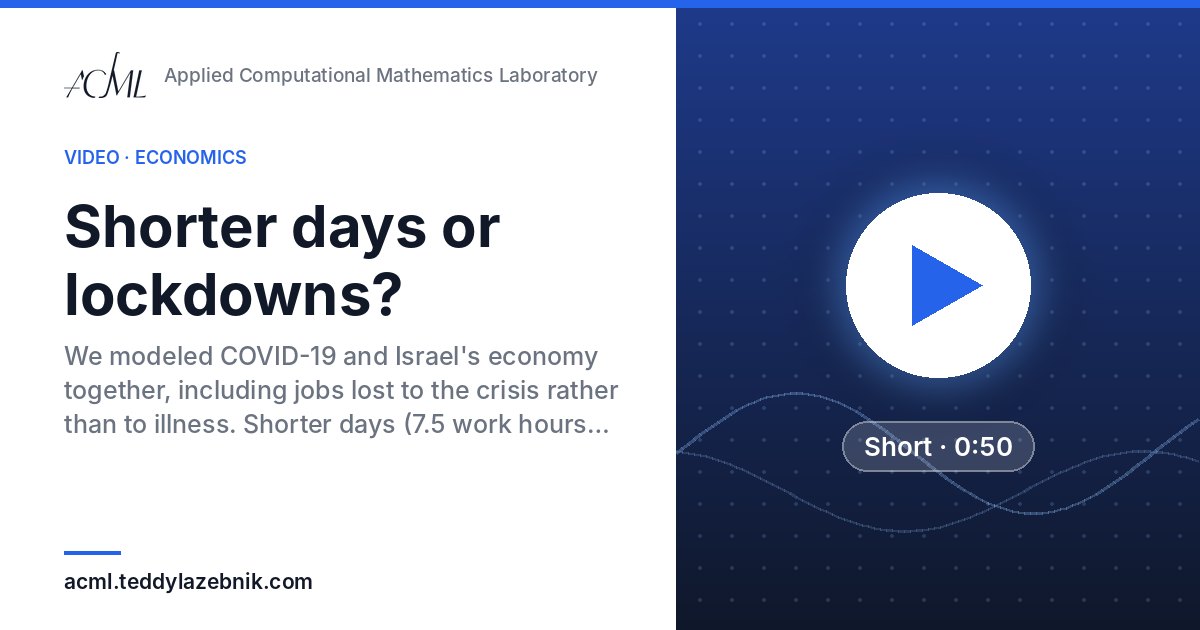 ACML
Applied Computational Mathematics Laboratory
VIDEO · ECONOMICS
Shorter days or
lockdowns?
We modeled COVID-19 and Israel's economy
together, including jobs lost to the crisis rather
than to illness. Shorter days (7.5 work hours...
Short · 0:50
acml.teddylazebnik.com